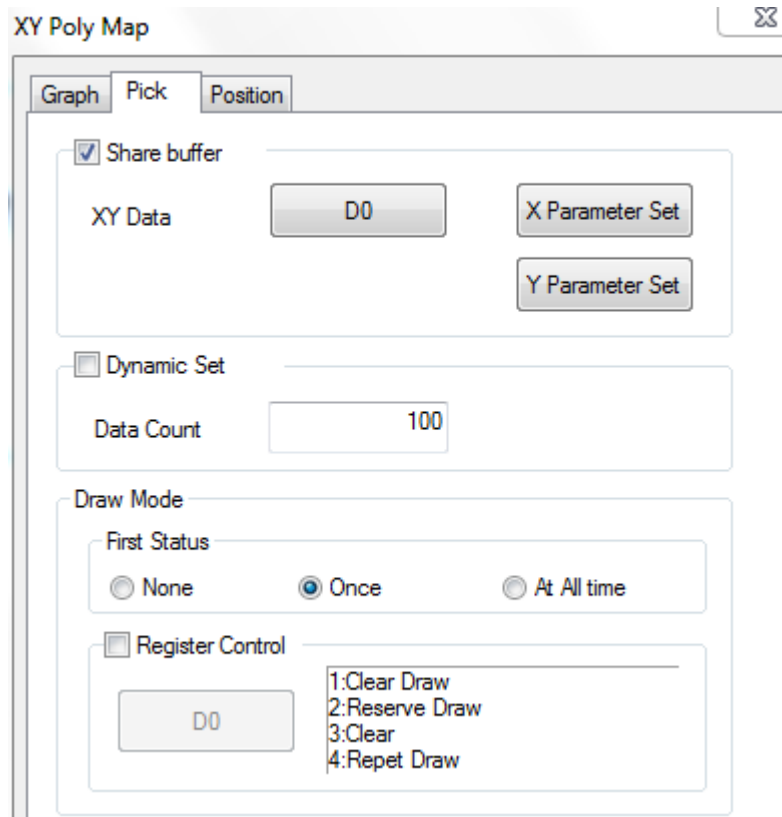 XY Poly Map
Graph Pick Position
Share buffer
XY Data D0 X Parameter Set
Y Parameter Set
Dynamic Set
Data Count 100
Draw Mode
First Status
None Once At All time
Register Control
D0
1:Clear Draw
2:Reserve Draw
3:Clear
4:Repet Draw